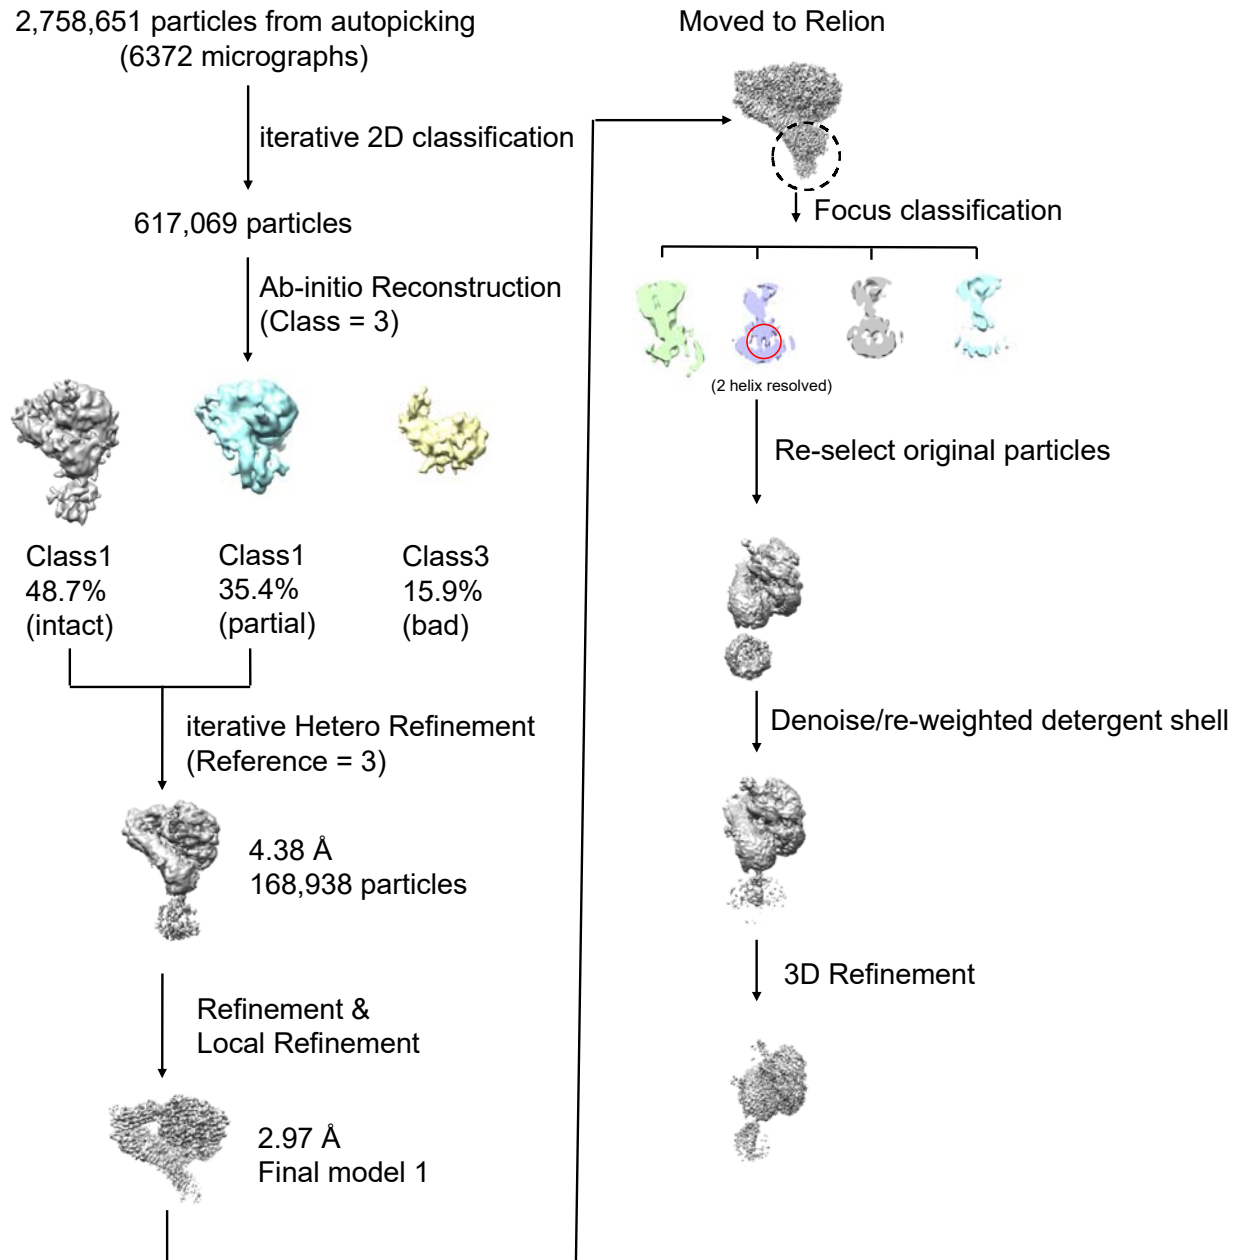 2,758,651 particles from autopicking
(6372 micrographs)
iterative 2D classification
617,069 particles
Ab-initio Reconstruction
(Class = 3)
Class1
48.7%
(intact)
Class1
35.4%
(partial)
Class3
15.9%
(bad)
iterative Hetero Refinement
(Reference = 3)
4.38 Å
168,938 particles
Refinement &
Local Refinement
2.97 Å
Final model 1
Moved to Relion
Focus classification
(2 helix resolved)
Re-select original particles
Denoise/re-weighted detergent shell
3D Refinement